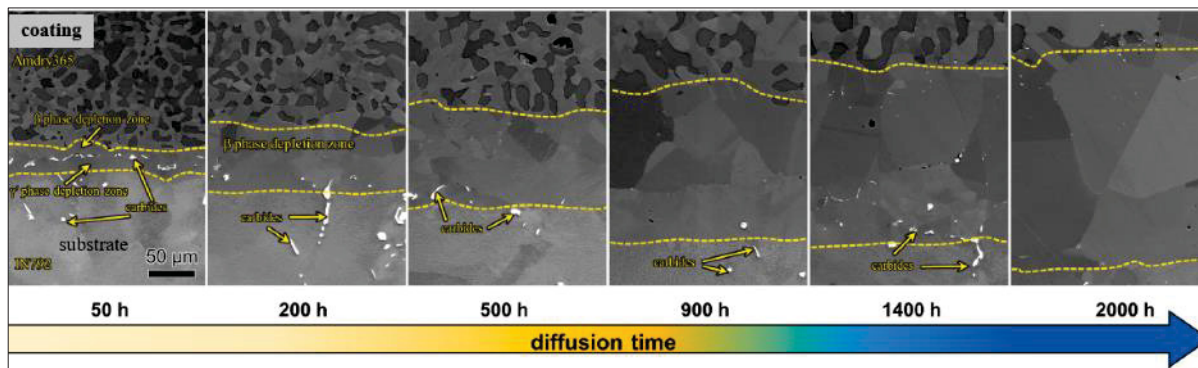 coating
Amdry365
β phase depletion zone
γ' phase depletion zone
carbides
substrate
IN792
50 μm
β phase depletion zone
carbides
carbides
carbides
carbides
50 h
200 h
500 h
900 h
1400 h
2000 h
diffusion time